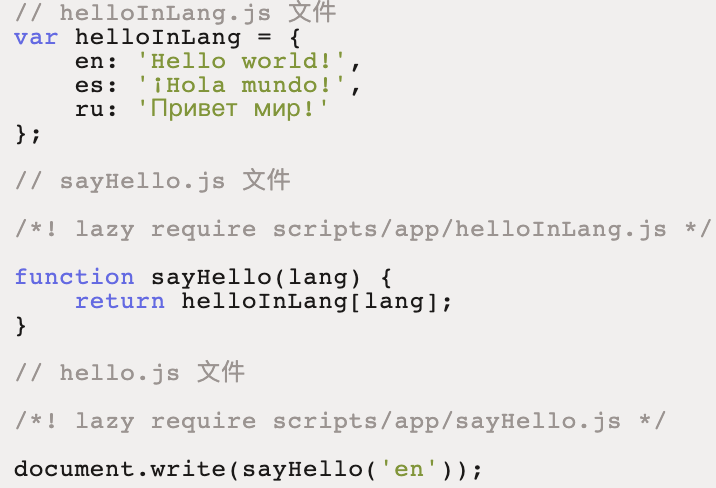 // helloInLang.js 文件
var helloInLang = {
    en: 'Hello world!',
    es: '¡Hola mundo!',
    ru: 'Привет мир!'
};
// sayHello.js 文件
/*! lazy require scripts/app/helloInLang.js */
function sayHello(lang) {
    return helloInLang[lang];
}
// hello.js 文件
/*! lazy require scripts/app/sayHello.js */
document.write(sayHello('en'));